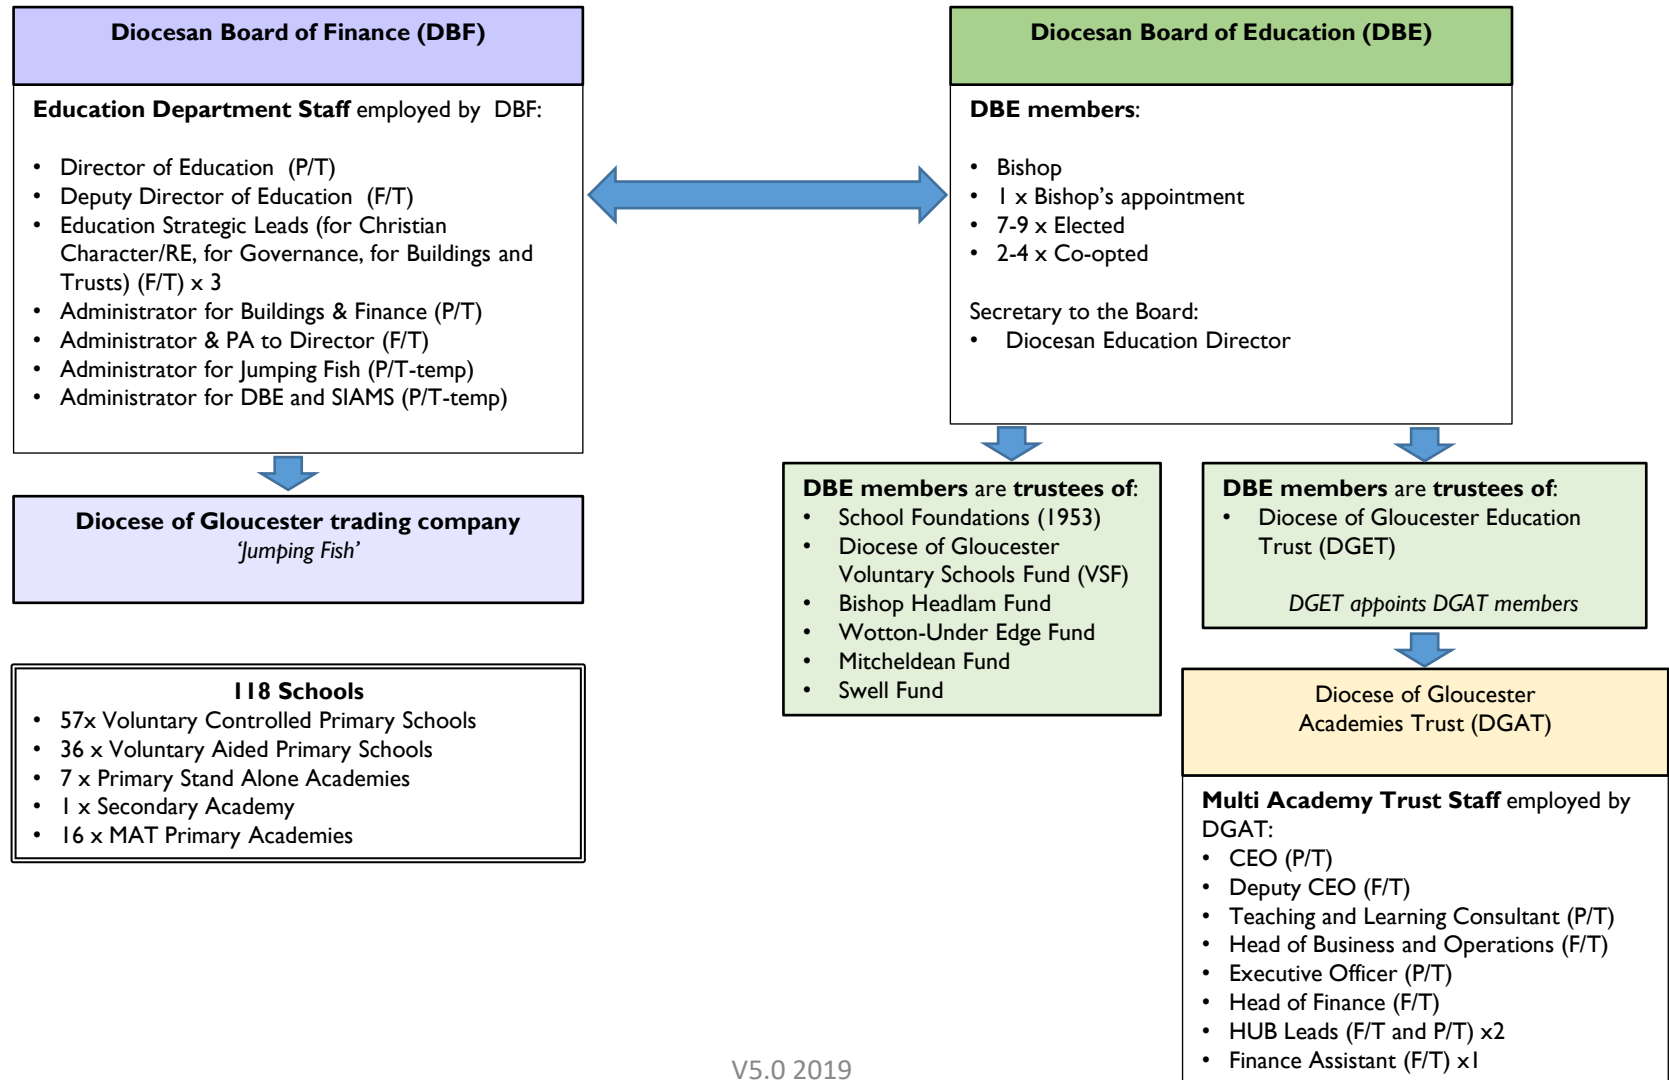 Diocesan Board of Finance (DBF)
Education Department Staff employed by DBF:
• Director of Education (P/T)
• Deputy Director of Education (F/T)
• Education Strategic Leads (for Christian
Character/RE, for Governance, for Buildings and
Trusts) (F/T) x 3
• Administrator for Buildings & Finance (P/T)
• Administrator & PA to Director (F/T)
• Administrator for Jumping Fish (P/T-temp)
• Administrator for DBE and SIAMS (P/T-temp)
Diocese of Gloucester trading company
‘Jumping Fish’
118 Schools
• 57x Voluntary Controlled Primary Schools
• 36 x Voluntary Aided Primary Schools
• 7 x Primary Stand Alone Academies
• 1 x Secondary Academy
• 16 x MAT Primary Academies
Diocesan Board of Education (DBE)
DBE members:
• Bishop
• 1 x Bishop’s appointment
• 7-9 x Elected
• 2-4 x Co-opted
Secretary to the Board:
• Diocesan Education Director
DBE members are trustees of:
• School Foundations (1953)
• Diocese of Gloucester
Voluntary Schools Fund (VSF)
• Bishop Headlam Fund
• Wotton-Under Edge Fund
• Mitcheldean Fund
• Swell Fund
DBE members are trustees of:
• Diocese of Gloucester Education
Trust (DGET)
DGET appoints DGAT members
Diocese of Gloucester
Academies Trust (DGAT)
Multi Academy Trust Staff employed by
DGAT:
• CEO (P/T)
• Deputy CEO (F/T)
• Teaching and Learning Consultant (P/T)
• Head of Business and Operations (F/T)
• Executive Officer (P/T)
• Head of Finance (F/T)
• HUB Leads (F/T and P/T) x2
• Finance Assistant (F/T) x1
V5.0 2019